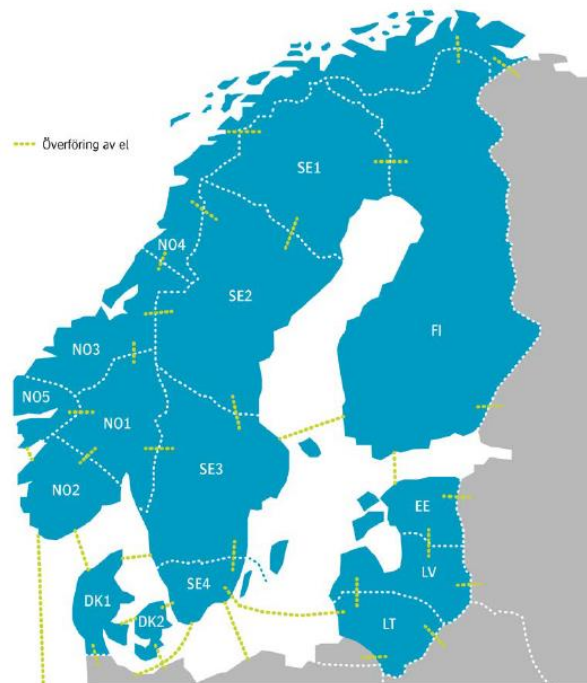 Överföring av el
SE1
NO4
SE2
FI
NO3
NO5
NO1
SE3
NO2
EE
LV
SE4
DK1
DK2
LT